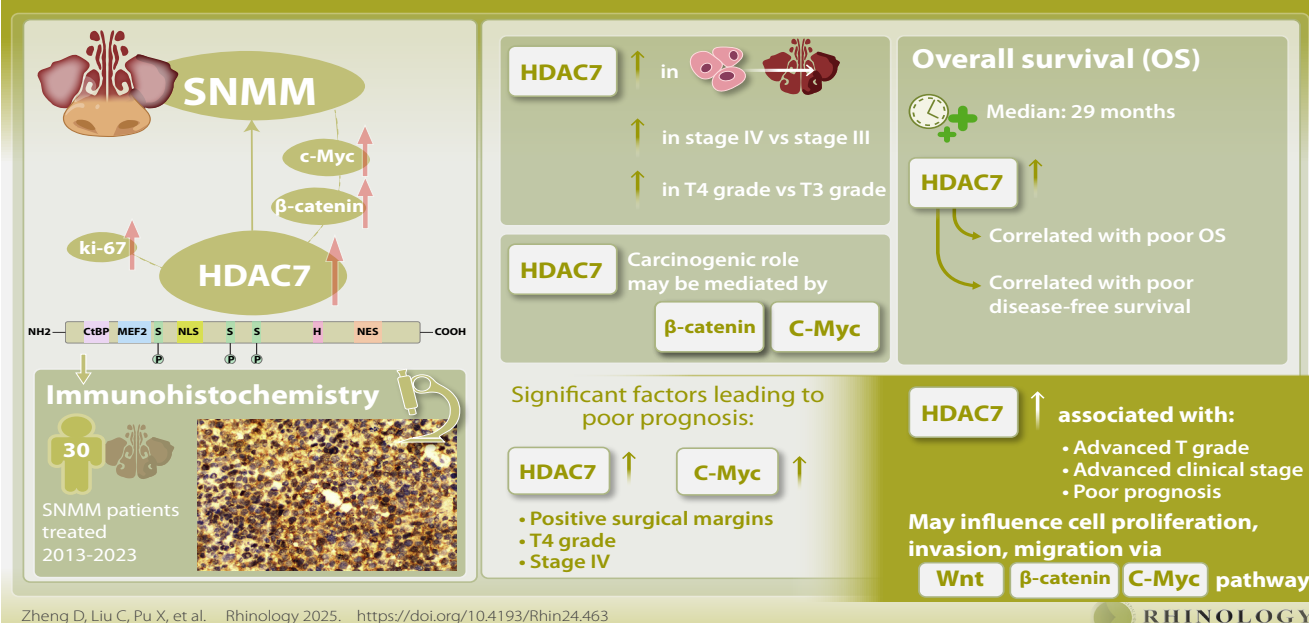 SNMM
c-Myc
β-catenin
ki-67
HDAC7
NH2
CtBP
MEF2
S
NLS
S
S
H
NES
COOH
P
P
P
Immunohistochemistry
30
SNMM patients
treated
2013-2023
HDAC7
in
in stage IV vs stage III
in T4 grade vs T3 grade
HDAC7
Carcinogenic role
may be mediated by
β-catenin
C-Myc
Overall survival (OS)
Median: 29 months
HDAC7
Correlated with poor OS
Correlated with poor
disease-free survival
Significant factors leading to
poor prognosis:
HDAC7
C-Myc
• Positive surgical margins
• T4 grade
• Stage IV
HDAC7
associated with:
• Advanced T grade
• Advanced clinical stage
• Poor prognosis
May influence cell proliferation,
invasion, migration via
Wnt β-catenin C-Myc pathway
Zheng D, Liu C, Pu X, et al. Rhinology 2025. https://doi.org/10.4193/Rhin24.463
RHINOLOGY